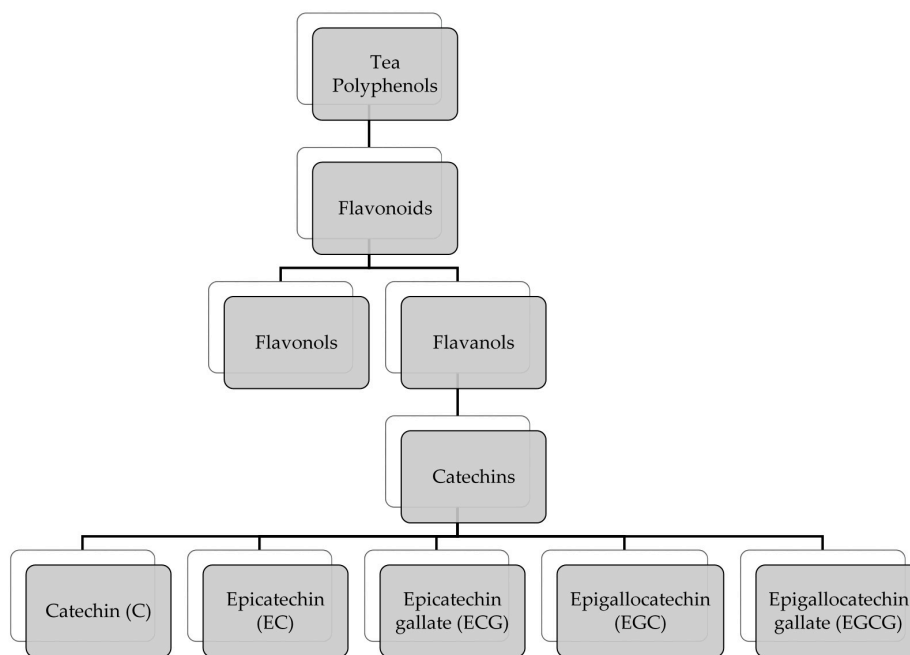 Tea
Polyphenols
Flavonoids
Flavonols
Flavanols
Catechins
Catechin (C)
Epicatechin
(EC)
Epicatechin
gallate (ECG)
Epigallocatechin
(EGC)
Epigallocatechin
gallate (EGCG)